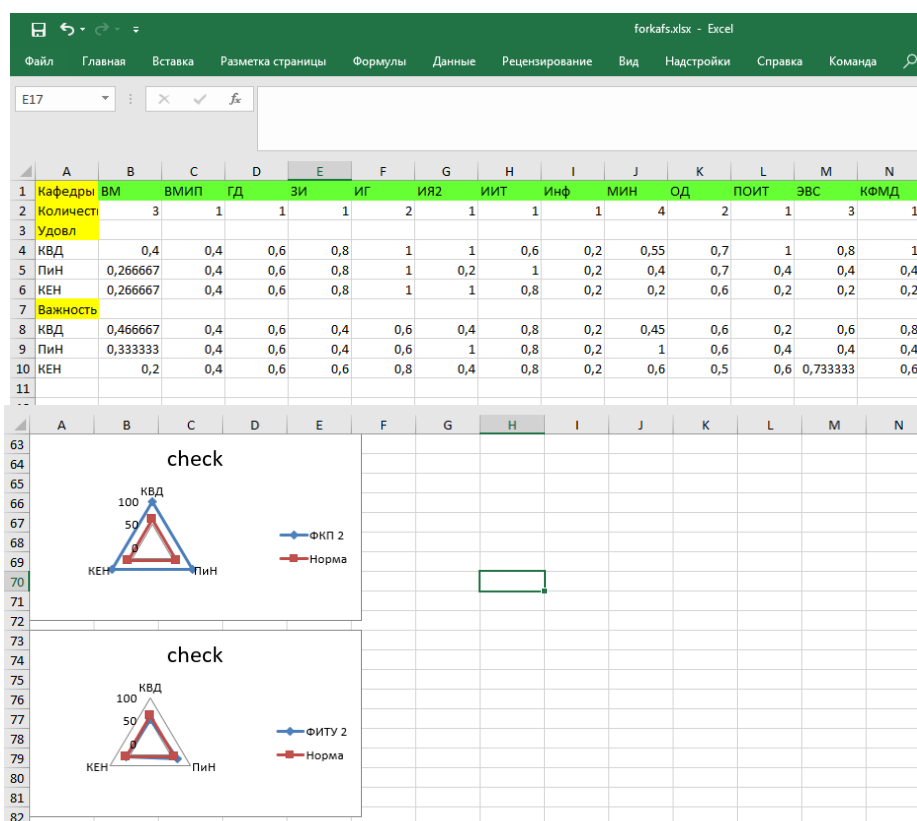 forkafs.xlsx - Excel
Файл Главная Вставка Разметка страницы Формулы Данные Рецензирование Вид Надстройки Справка Команда
E17 fx
A B C D E F G H I J K L M N
1 Кафедры ВМ ВМИП ГД ЗИ ИГ ИЯ2 ИИТ Инф МИН ОД ПОИТ ЭВС КФМД
2 Количест 3 1 1 1 2 1 1 1 4 2 1 3 1
3 Удовл
4 КВД 0,4 0,4 0,6 0,8 1 1 0,6 0,2 0,55 0,7 1 0,8 1
5 ПиН 0,266667 0,4 0,6 0,8 1 0,2 1 0,2 0,4 0,7 0,4 0,4 0,4
6 КЕН 0,266667 0,4 0,6 0,8 1 1 0,8 0,2 0,2 0,6 0,2 0,2 0,2
7 Важность
8 КВД 0,466667 0,4 0,6 0,4 0,6 0,4 0,8 0,2 0,45 0,6 0,2 0,6 0,8
9 ПиН 0,333333 0,4 0,6 0,4 0,6 1 0,8 0,2 1 0,6 0,4 0,4 0,4
10 КЕН 0,2 0,4 0,6 0,6 0,8 0,4 0,8 0,2 0,6 0,5 0,6 0,733333 0,6
11
A B C D E F G H I J K L M N
63
64 check
65
66 КВД
100
67 50
68 ФКП 2
0
69 Норма
КЕН ПиН
70
71
72
73
74 check
75
76 КВД
100
77 50
78 ФИТУ 2
0
79 Норма
КЕН ПиН
80
81
82